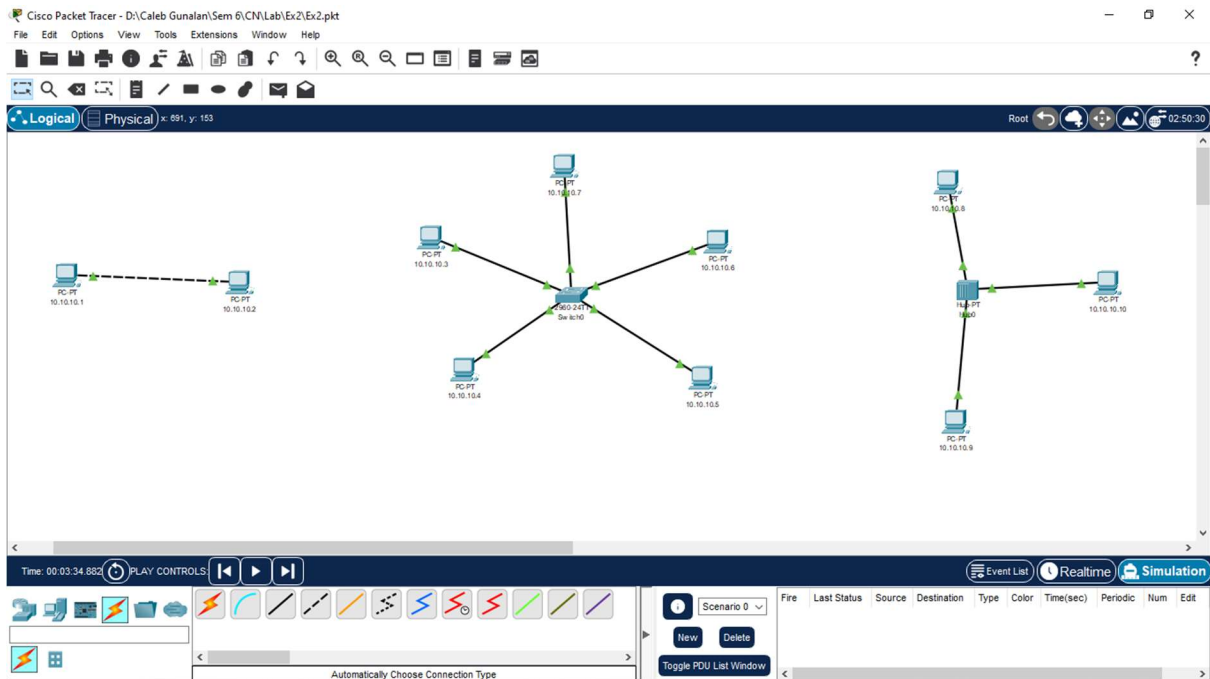 Cisco Packet Tracer - D:\Caleb Gunalan\Sem 6\CN\Lab\Ex2\Ex2.pkt
File Edit Options View Tools Extensions Window Help
?
Logical Physical x: 691, y: 153 Root 02:50:30
PC-PT
10.10.10.7
PC-PT
10.10.10.8
PC-PT
10.10.10.3
PC-PT
10.10.10.6
PC-PT
10.10.10.1
PC-PT
10.10.10.2
2960-24TT
Switch0
Hub-PT
Hub0
PC-PT
10.10.10.10
PC-PT
10.10.10.4
PC-PT
10.10.10.5
PC-PT
10.10.10.9
Time: 00:03:34.882 PLAY CONTROLS: Event List Realtime Simulation
Scenario 0
Fire Last Status Source Destination Type Color Time(sec) Periodic Num Edit
New Delete
Toggle PDU List Window
Automatically Choose Connection Type